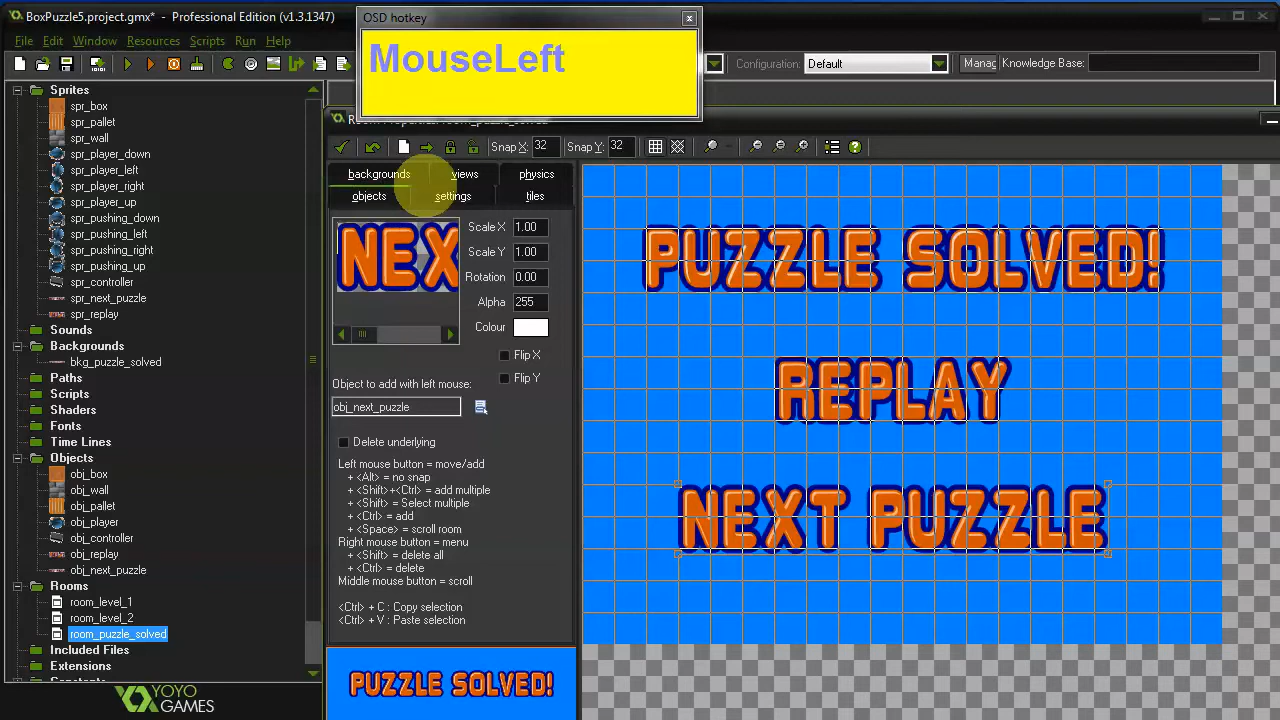 BoxPuzzle5.project.gmx* - Professional Edition (v1.3.1347)
OSD hotkey
MouseLeft
File Edit Window Resources Scripts Run Help
Configuration: Default Manag Knowledge Base:
Snap X: 32 Snap Y: 32
backgrounds views physics
objects settings tiles
Sprites
spr_box
spr_pallet
spr_wall
spr_player_down
spr_player_left
spr_player_right
spr_player_up
spr_pushing_down
spr_pushing_left
spr_pushing_right
spr_pushing_up
spr_controller
spr_next_puzzle
spr_replay
Sounds
Backgrounds
bkg_puzzle_solved
Paths
Scripts
Shaders
Fonts
Time Lines
Objects
obj_box
obj_wall
obj_pallet
obj_player
obj_controller
obj_replay
obj_next_puzzle
Rooms
room_level_1
room_level_2
room_puzzle_solved
Included Files
Extensions
YOYO
GAMES
NEX
Scale X 1.00
Scale Y 1.00
Rotation 0.00
Alpha 255
Colour
Flip X
Flip Y
Object to add with left mouse:
obj_next_puzzle
Delete underlying
Left mouse button = move/add
+ <Alt> = no snap
+ <Shift>+<Ctrl> = add multiple
+ <Shift> = Select multiple
+ <Ctrl> = add
+ <Space> = scroll room
Right mouse button = menu
+ <Shift> = delete all
+ <Ctrl> = delete
Middle mouse button = scroll
<Ctrl> + C : Copy selection
<Ctrl> + V : Paste selection
PUZZLE SOLVED!
PUZZLE SOLVED!
REPLAY
NEXT PUZZLE